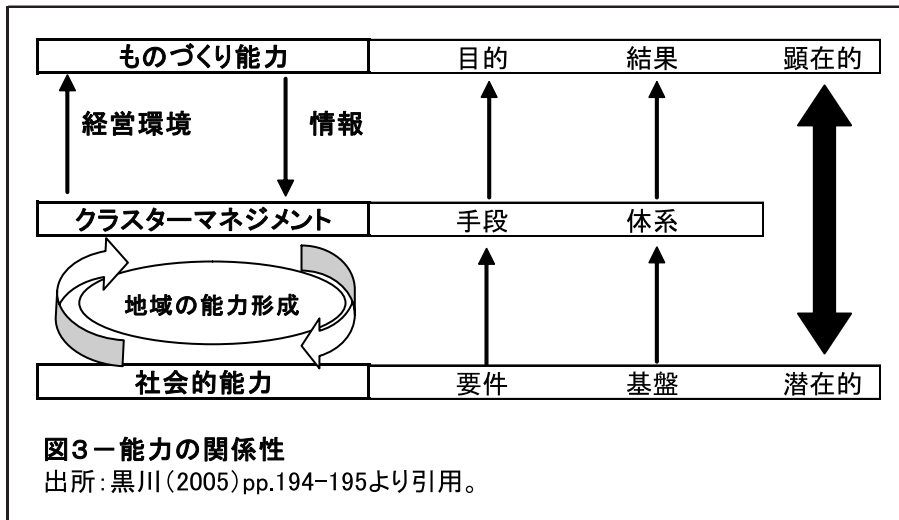 ものづくり能力 目的 結果 顕在的
経営環境 情報
クラスターマネジメント 手段 体系
地域の能力形成
社会的能力 要件 基盤 潜在的
図3－能力の関係性
出所：黒川（2005）pp.194-195より引用。